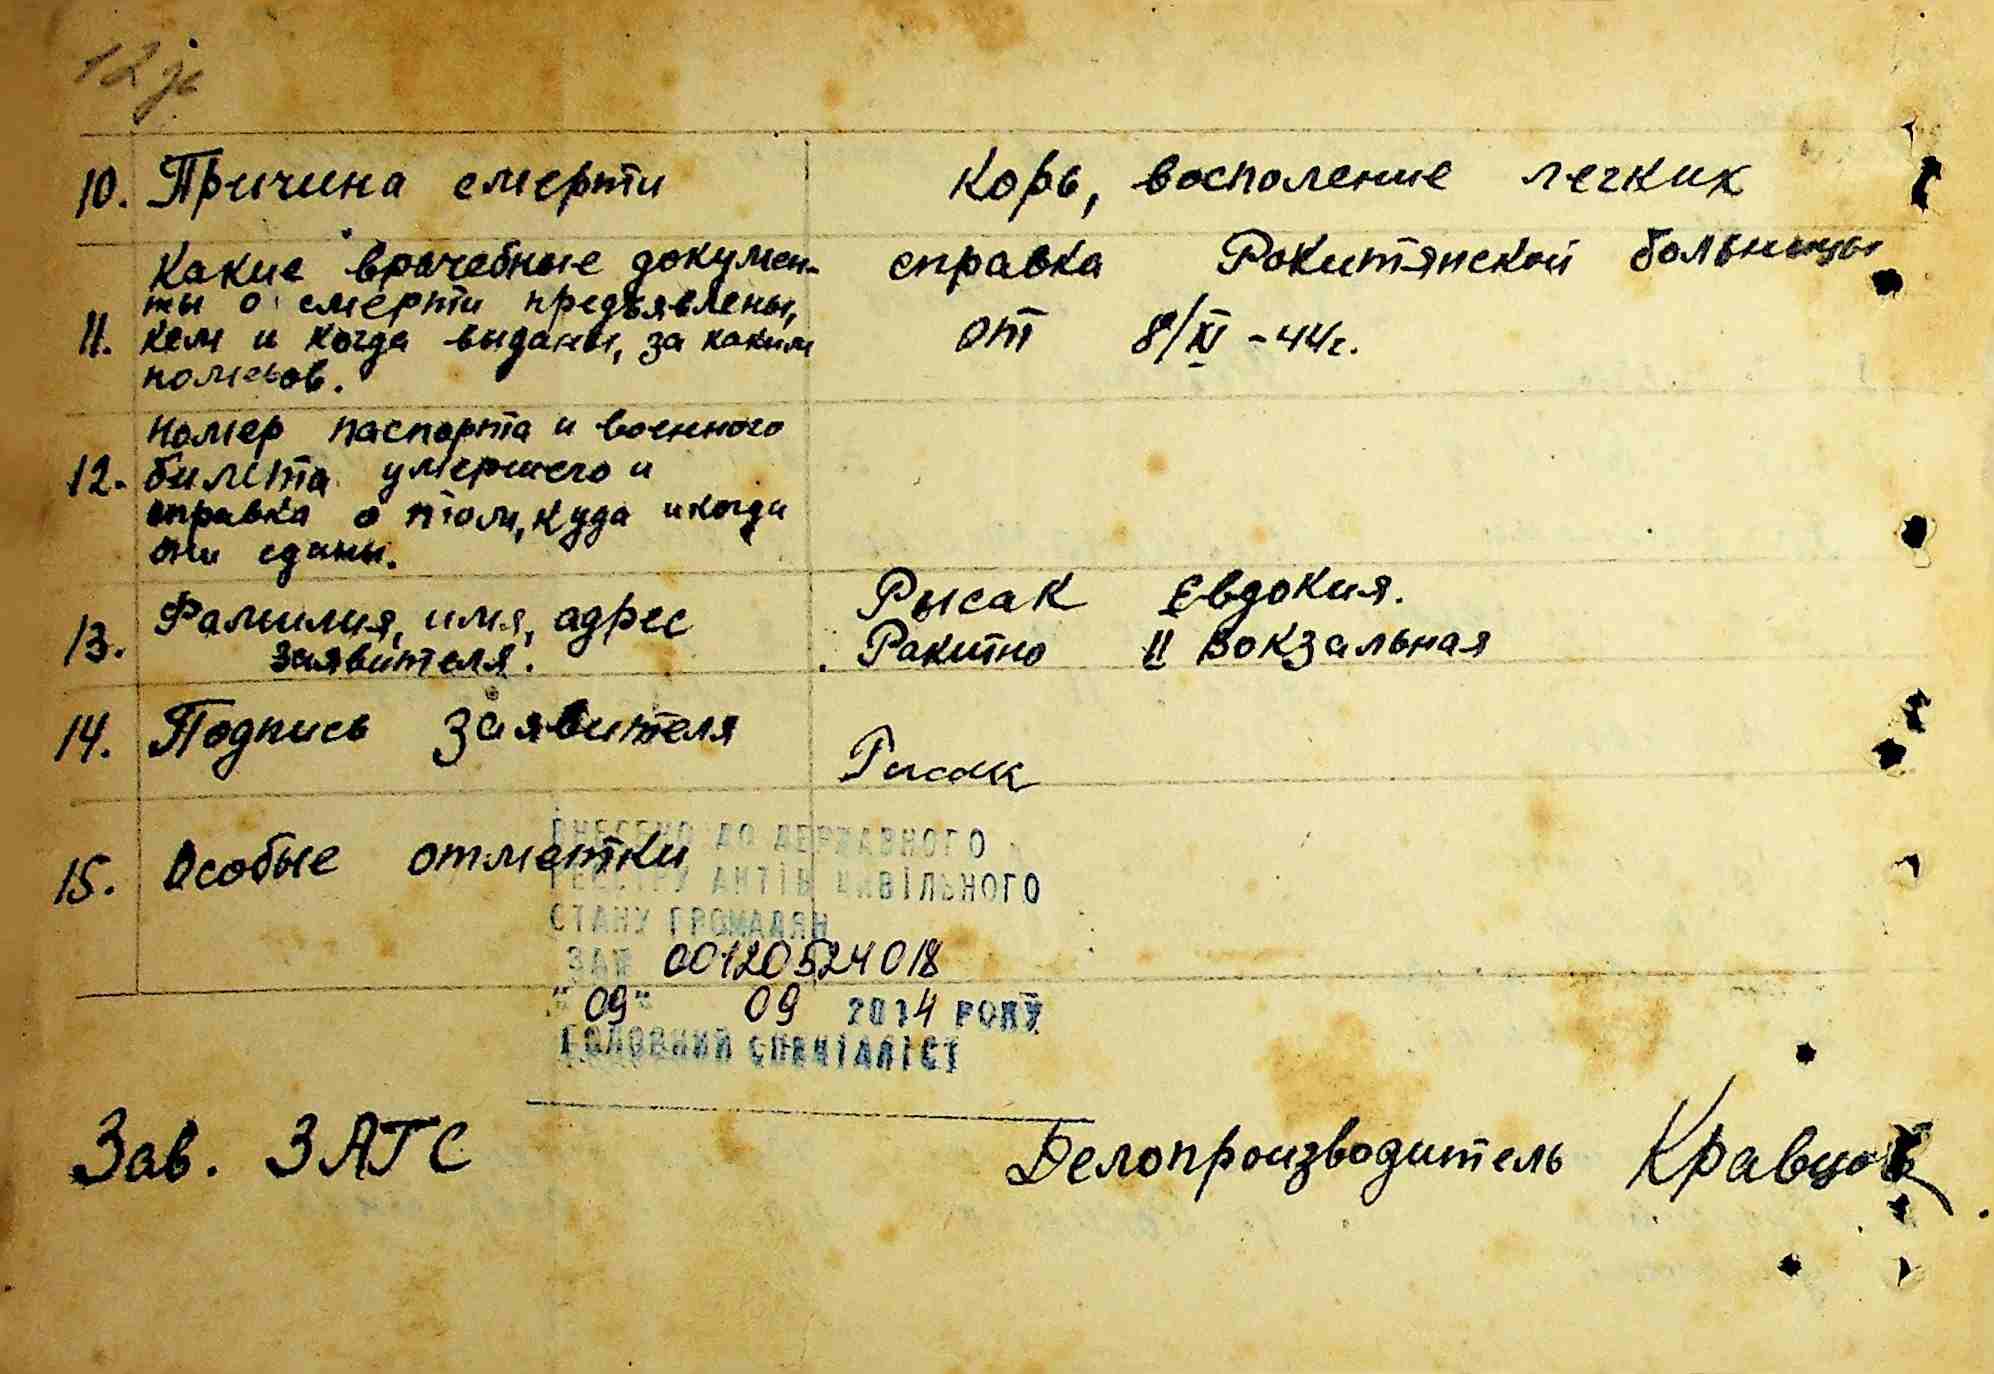 10. Причина смерти
Корь, восполение легких
11. Какие врачебные докумен-
ты о смерти предъявлены,
кем и когда выданы, за каким
номером.
справка Рокитянской больницы
от 8/XI -44г.
12. Номер паспорта и военного
билета умершего и
справка о том, куда и когда
они сданы.
13. Фамилия, имя, адрес
заявителя.
Рысак Евдокия.
Ракитно II Вокзальная
14. Подпись заявителя
Рысак
15. Особые отметки
ВНЕСЕНО ДО ДЕРЖАВНОГО
РЕЄСТРУ АКТІВ ЦИВІЛЬНОГО
СТАНУ ГРОМАДЯН
ЗАП 00120524018
"09" 09 2014 РОКУ
ГОЛОВНИЙ СПЕЦІАЛІСТ
Зав. ЗАГС
Делопроизводитель Кравцов